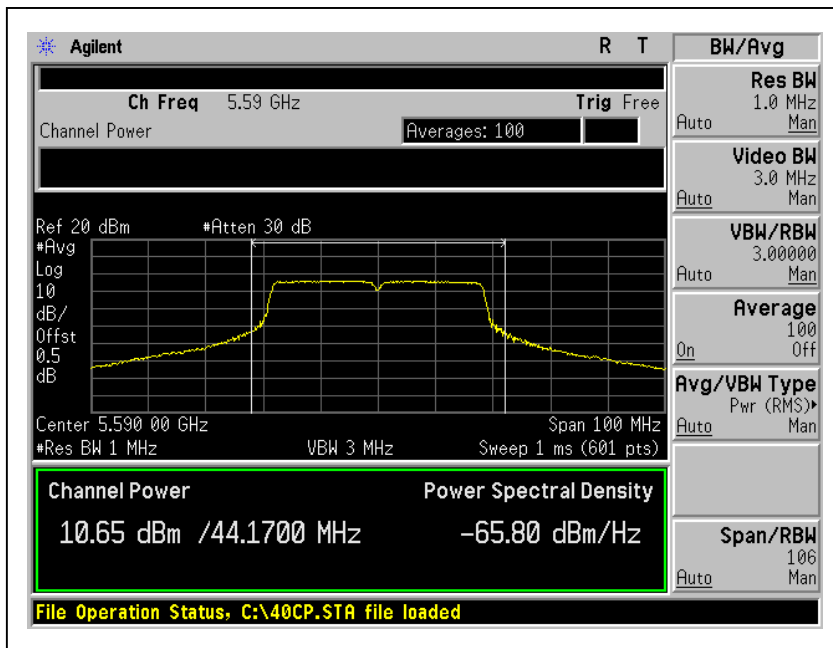 Agilent R T
Ch Freq 5.59 GHz Trig Free
Channel Power Averages: 100
Ref 20 dBm #Atten 30 dB
#Avg
Log
10
dB/
Offst
0.5
dB
Center 5.590 00 GHz Span 100 MHz
#Res BW 1 MHz VBW 3 MHz Sweep 1 ms (601 pts)
Channel Power Power Spectral Density
10.65 dBm /44.1700 MHz -65.80 dBm/Hz
File Operation Status, C:\40CP.STA file loaded
BW/Avg
Res BW
1.0 MHz
Auto Man
Video BW
3.0 MHz
Auto Man
VBW/RBW
3.00000
Auto Man
Average
100
On Off
Avg/VBW Type
Pwr (RMS)▸
Auto Man
Span/RBW
106
Auto Man